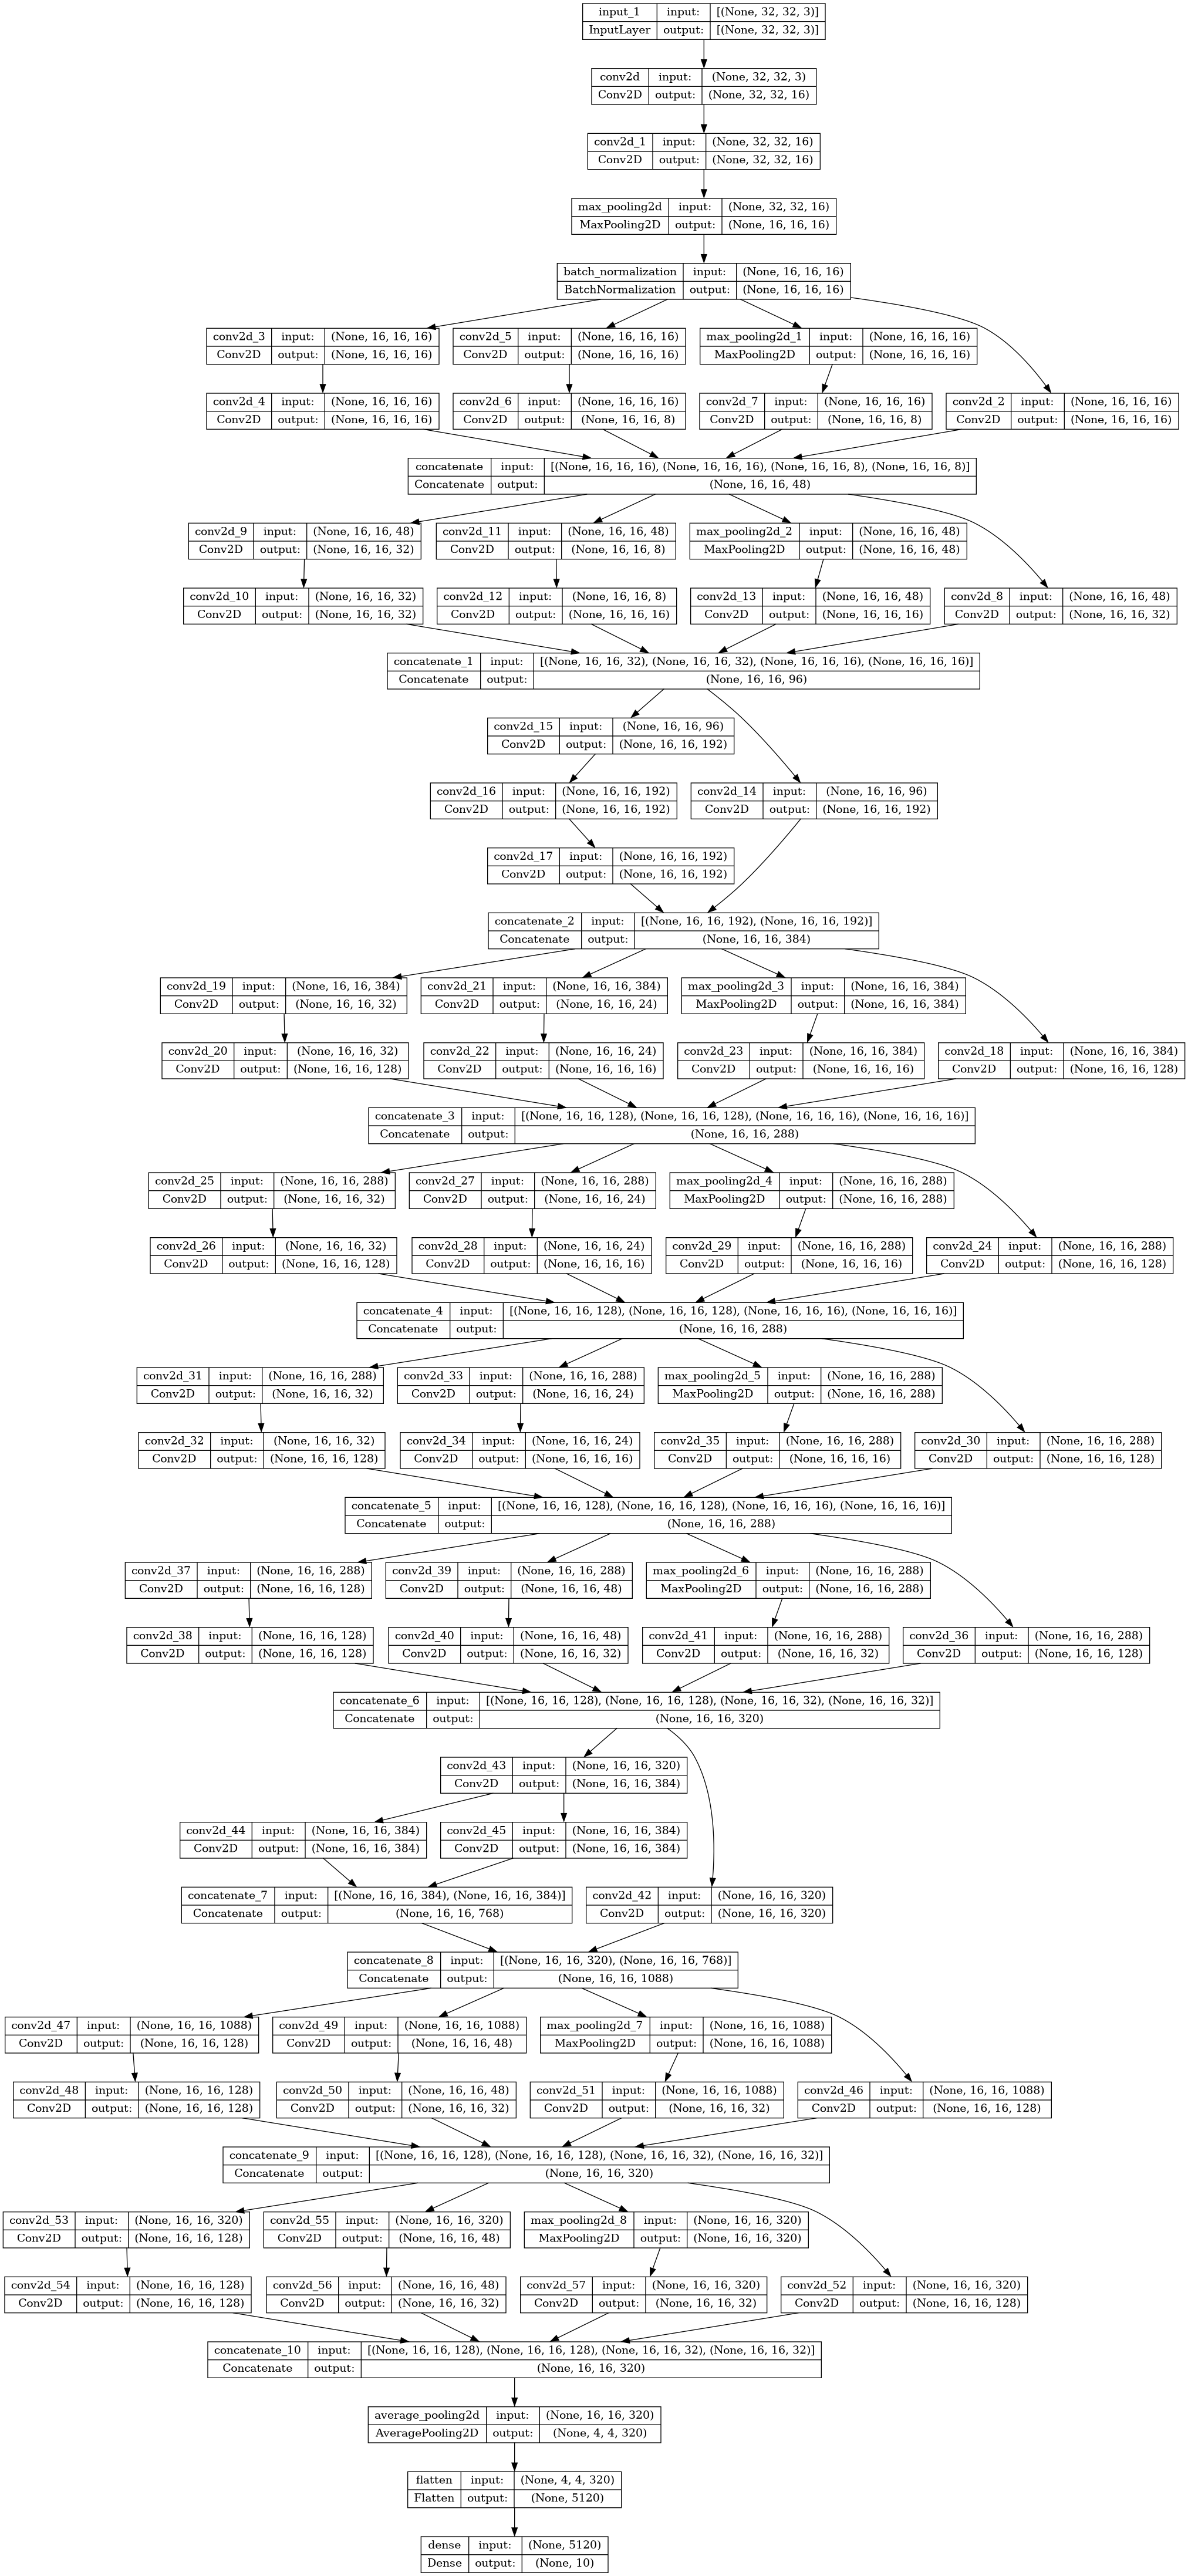 input_1 input: [(None, 32, 32, 3)]
InputLayer output: [(None, 32, 32, 3)]
conv2d input: (None, 32, 32, 3)
Conv2D output: (None, 32, 32, 16)
conv2d_1 input: (None, 32, 32, 16)
Conv2D output: (None, 32, 32, 16)
max_pooling2d input: (None, 32, 32, 16)
MaxPooling2D output: (None, 16, 16, 16)
batch_normalization input: (None, 16, 16, 16)
BatchNormalization output: (None, 16, 16, 16)
conv2d_3 input: (None, 16, 16, 16)
Conv2D output: (None, 16, 16, 16)
conv2d_5 input: (None, 16, 16, 16)
Conv2D output: (None, 16, 16, 16)
max_pooling2d_1 input: (None, 16, 16, 16)
MaxPooling2D output: (None, 16, 16, 16)
conv2d_4 input: (None, 16, 16, 16)
Conv2D output: (None, 16, 16, 16)
conv2d_6 input: (None, 16, 16, 16)
Conv2D output: (None, 16, 16, 8)
conv2d_7 input: (None, 16, 16, 16)
Conv2D output: (None, 16, 16, 8)
conv2d_2 input: (None, 16, 16, 16)
Conv2D output: (None, 16, 16, 16)
concatenate input: [(None, 16, 16, 16), (None, 16, 16, 16), (None, 16, 16, 8), (None, 16, 16, 8)]
Concatenate output: (None, 16, 16, 48)
conv2d_9 input: (None, 16, 16, 48)
Conv2D output: (None, 16, 16, 32)
conv2d_11 input: (None, 16, 16, 48)
Conv2D output: (None, 16, 16, 8)
max_pooling2d_2 input: (None, 16, 16, 48)
MaxPooling2D output: (None, 16, 16, 48)
conv2d_10 input: (None, 16, 16, 32)
Conv2D output: (None, 16, 16, 32)
conv2d_12 input: (None, 16, 16, 8)
Conv2D output: (None, 16, 16, 16)
conv2d_13 input: (None, 16, 16, 48)
Conv2D output: (None, 16, 16, 16)
conv2d_8 input: (None, 16, 16, 48)
Conv2D output: (None, 16, 16, 32)
concatenate_1 input: [(None, 16, 16, 32), (None, 16, 16, 32), (None, 16, 16, 16), (None, 16, 16, 16)]
Concatenate output: (None, 16, 16, 96)
conv2d_15 input: (None, 16, 16, 96)
Conv2D output: (None, 16, 16, 192)
conv2d_16 input: (None, 16, 16, 192)
Conv2D output: (None, 16, 16, 192)
conv2d_14 input: (None, 16, 16, 96)
Conv2D output: (None, 16, 16, 192)
conv2d_17 input: (None, 16, 16, 192)
Conv2D output: (None, 16, 16, 192)
concatenate_2 input: [(None, 16, 16, 192), (None, 16, 16, 192)]
Concatenate output: (None, 16, 16, 384)
conv2d_19 input: (None, 16, 16, 384)
Conv2D output: (None, 16, 16, 32)
conv2d_21 input: (None, 16, 16, 384)
Conv2D output: (None, 16, 16, 24)
max_pooling2d_3 input: (None, 16, 16, 384)
MaxPooling2D output: (None, 16, 16, 384)
conv2d_20 input: (None, 16, 16, 32)
Conv2D output: (None, 16, 16, 128)
conv2d_22 input: (None, 16, 16, 24)
Conv2D output: (None, 16, 16, 16)
conv2d_23 input: (None, 16, 16, 384)
Conv2D output: (None, 16, 16, 16)
conv2d_18 input: (None, 16, 16, 384)
Conv2D output: (None, 16, 16, 128)
concatenate_3 input: [(None, 16, 16, 128), (None, 16, 16, 128), (None, 16, 16, 16), (None, 16, 16, 16)]
Concatenate output: (None, 16, 16, 288)
conv2d_25 input: (None, 16, 16, 288)
Conv2D output: (None, 16, 16, 32)
conv2d_27 input: (None, 16, 16, 288)
Conv2D output: (None, 16, 16, 24)
max_pooling2d_4 input: (None, 16, 16, 288)
MaxPooling2D output: (None, 16, 16, 288)
conv2d_26 input: (None, 16, 16, 32)
Conv2D output: (None, 16, 16, 128)
conv2d_28 input: (None, 16, 16, 24)
Conv2D output: (None, 16, 16, 16)
conv2d_29 input: (None, 16, 16, 288)
Conv2D output: (None, 16, 16, 16)
conv2d_24 input: (None, 16, 16, 288)
Conv2D output: (None, 16, 16, 128)
concatenate_4 input: [(None, 16, 16, 128), (None, 16, 16, 128), (None, 16, 16, 16), (None, 16, 16, 16)]
Concatenate output: (None, 16, 16, 288)
conv2d_31 input: (None, 16, 16, 288)
Conv2D output: (None, 16, 16, 32)
conv2d_33 input: (None, 16, 16, 288)
Conv2D output: (None, 16, 16, 24)
max_pooling2d_5 input: (None, 16, 16, 288)
MaxPooling2D output: (None, 16, 16, 288)
conv2d_32 input: (None, 16, 16, 32)
Conv2D output: (None, 16, 16, 128)
conv2d_34 input: (None, 16, 16, 24)
Conv2D output: (None, 16, 16, 16)
conv2d_35 input: (None, 16, 16, 288)
Conv2D output: (None, 16, 16, 16)
conv2d_30 input: (None, 16, 16, 288)
Conv2D output: (None, 16, 16, 128)
concatenate_5 input: [(None, 16, 16, 128), (None, 16, 16, 128), (None, 16, 16, 16), (None, 16, 16, 16)]
Concatenate output: (None, 16, 16, 288)
conv2d_37 input: (None, 16, 16, 288)
Conv2D output: (None, 16, 16, 128)
conv2d_39 input: (None, 16, 16, 288)
Conv2D output: (None, 16, 16, 48)
max_pooling2d_6 input: (None, 16, 16, 288)
MaxPooling2D output: (None, 16, 16, 288)
conv2d_38 input: (None, 16, 16, 128)
Conv2D output: (None, 16, 16, 128)
conv2d_40 input: (None, 16, 16, 48)
Conv2D output: (None, 16, 16, 32)
conv2d_41 input: (None, 16, 16, 288)
Conv2D output: (None, 16, 16, 32)
conv2d_36 input: (None, 16, 16, 288)
Conv2D output: (None, 16, 16, 128)
concatenate_6 input: [(None, 16, 16, 128), (None, 16, 16, 128), (None, 16, 16, 32), (None, 16, 16, 32)]
Concatenate output: (None, 16, 16, 320)
conv2d_43 input: (None, 16, 16, 320)
Conv2D output: (None, 16, 16, 384)
conv2d_44 input: (None, 16, 16, 384)
Conv2D output: (None, 16, 16, 384)
conv2d_45 input: (None, 16, 16, 384)
Conv2D output: (None, 16, 16, 384)
concatenate_7 input: [(None, 16, 16, 384), (None, 16, 16, 384)]
Concatenate output: (None, 16, 16, 768)
conv2d_42 input: (None, 16, 16, 320)
Conv2D output: (None, 16, 16, 320)
concatenate_8 input: [(None, 16, 16, 320), (None, 16, 16, 768)]
Concatenate output: (None, 16, 16, 1088)
conv2d_47 input: (None, 16, 16, 1088)
Conv2D output: (None, 16, 16, 128)
conv2d_49 input: (None, 16, 16, 1088)
Conv2D output: (None, 16, 16, 48)
max_pooling2d_7 input: (None, 16, 16, 1088)
MaxPooling2D output: (None, 16, 16, 1088)
conv2d_48 input: (None, 16, 16, 128)
Conv2D output: (None, 16, 16, 128)
conv2d_50 input: (None, 16, 16, 48)
Conv2D output: (None, 16, 16, 32)
conv2d_51 input: (None, 16, 16, 1088)
Conv2D output: (None, 16, 16, 32)
conv2d_46 input: (None, 16, 16, 1088)
Conv2D output: (None, 16, 16, 128)
concatenate_9 input: [(None, 16, 16, 128), (None, 16, 16, 128), (None, 16, 16, 32), (None, 16, 16, 32)]
Concatenate output: (None, 16, 16, 320)
conv2d_53 input: (None, 16, 16, 320)
Conv2D output: (None, 16, 16, 128)
conv2d_55 input: (None, 16, 16, 320)
Conv2D output: (None, 16, 16, 48)
max_pooling2d_8 input: (None, 16, 16, 320)
MaxPooling2D output: (None, 16, 16, 320)
conv2d_54 input: (None, 16, 16, 128)
Conv2D output: (None, 16, 16, 128)
conv2d_56 input: (None, 16, 16, 48)
Conv2D output: (None, 16, 16, 32)
conv2d_57 input: (None, 16, 16, 320)
Conv2D output: (None, 16, 16, 32)
conv2d_52 input: (None, 16, 16, 320)
Conv2D output: (None, 16, 16, 128)
concatenate_10 input: [(None, 16, 16, 128), (None, 16, 16, 128), (None, 16, 16, 32), (None, 16, 16, 32)]
Concatenate output: (None, 16, 16, 320)
average_pooling2d input: (None, 16, 16, 320)
AveragePooling2D output: (None, 4, 4, 320)
flatten input: (None, 4, 4, 320)
Flatten output: (None, 5120)
dense input: (None, 5120)
Dense output: (None, 10)